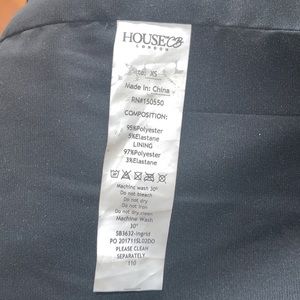 HOUSE CB
LONDON
Size: XS
Made In: China
RN#150550
COMPOSITION:
95%Polyester
5%Elastane
LINING
97%Polyester
3%Elastane
Machine wash 30°
Do not bleach
Do not dry
Do not iron
Do not dry clean
Machine Wash
30°
SB3632-Ingrid
PO 2017115L02DO
PLEASE CLEAN
SEPARATELY
110